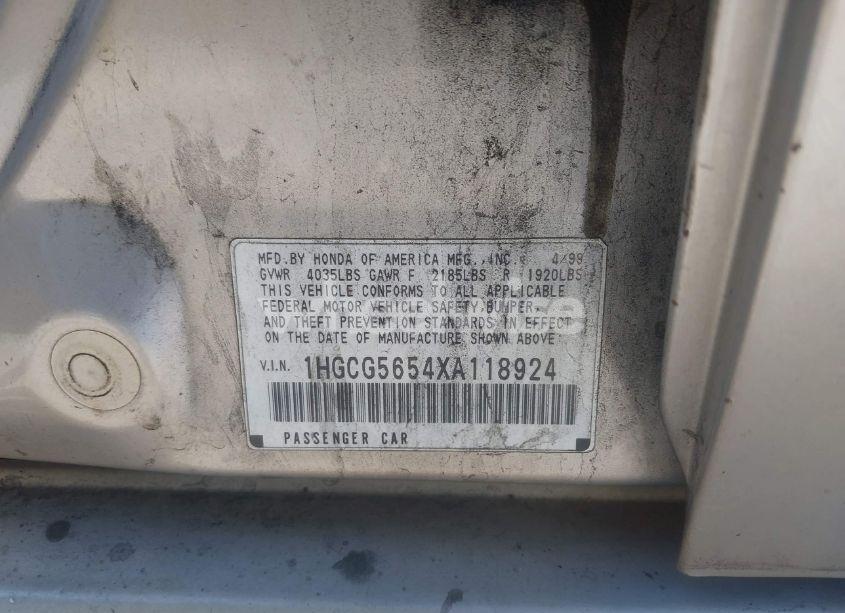 MFD. BY HONDA OF AMERICA MFG., INC. 4/99
GVWR 4035LBS GAWR F 2185LBS R 1920LBS
THIS VEHICLE CONFORMS TO ALL APPLICABLE
FEDERAL MOTOR VEHICLE SAFETY, BUMPER,
AND THEFT PREVENTION STANDARDS IN EFFECT
ON THE DATE OF MANUFACTURE SHOWN ABOVE:
V.I.N. 1HGCG5654XA118924
PASSENGER CAR